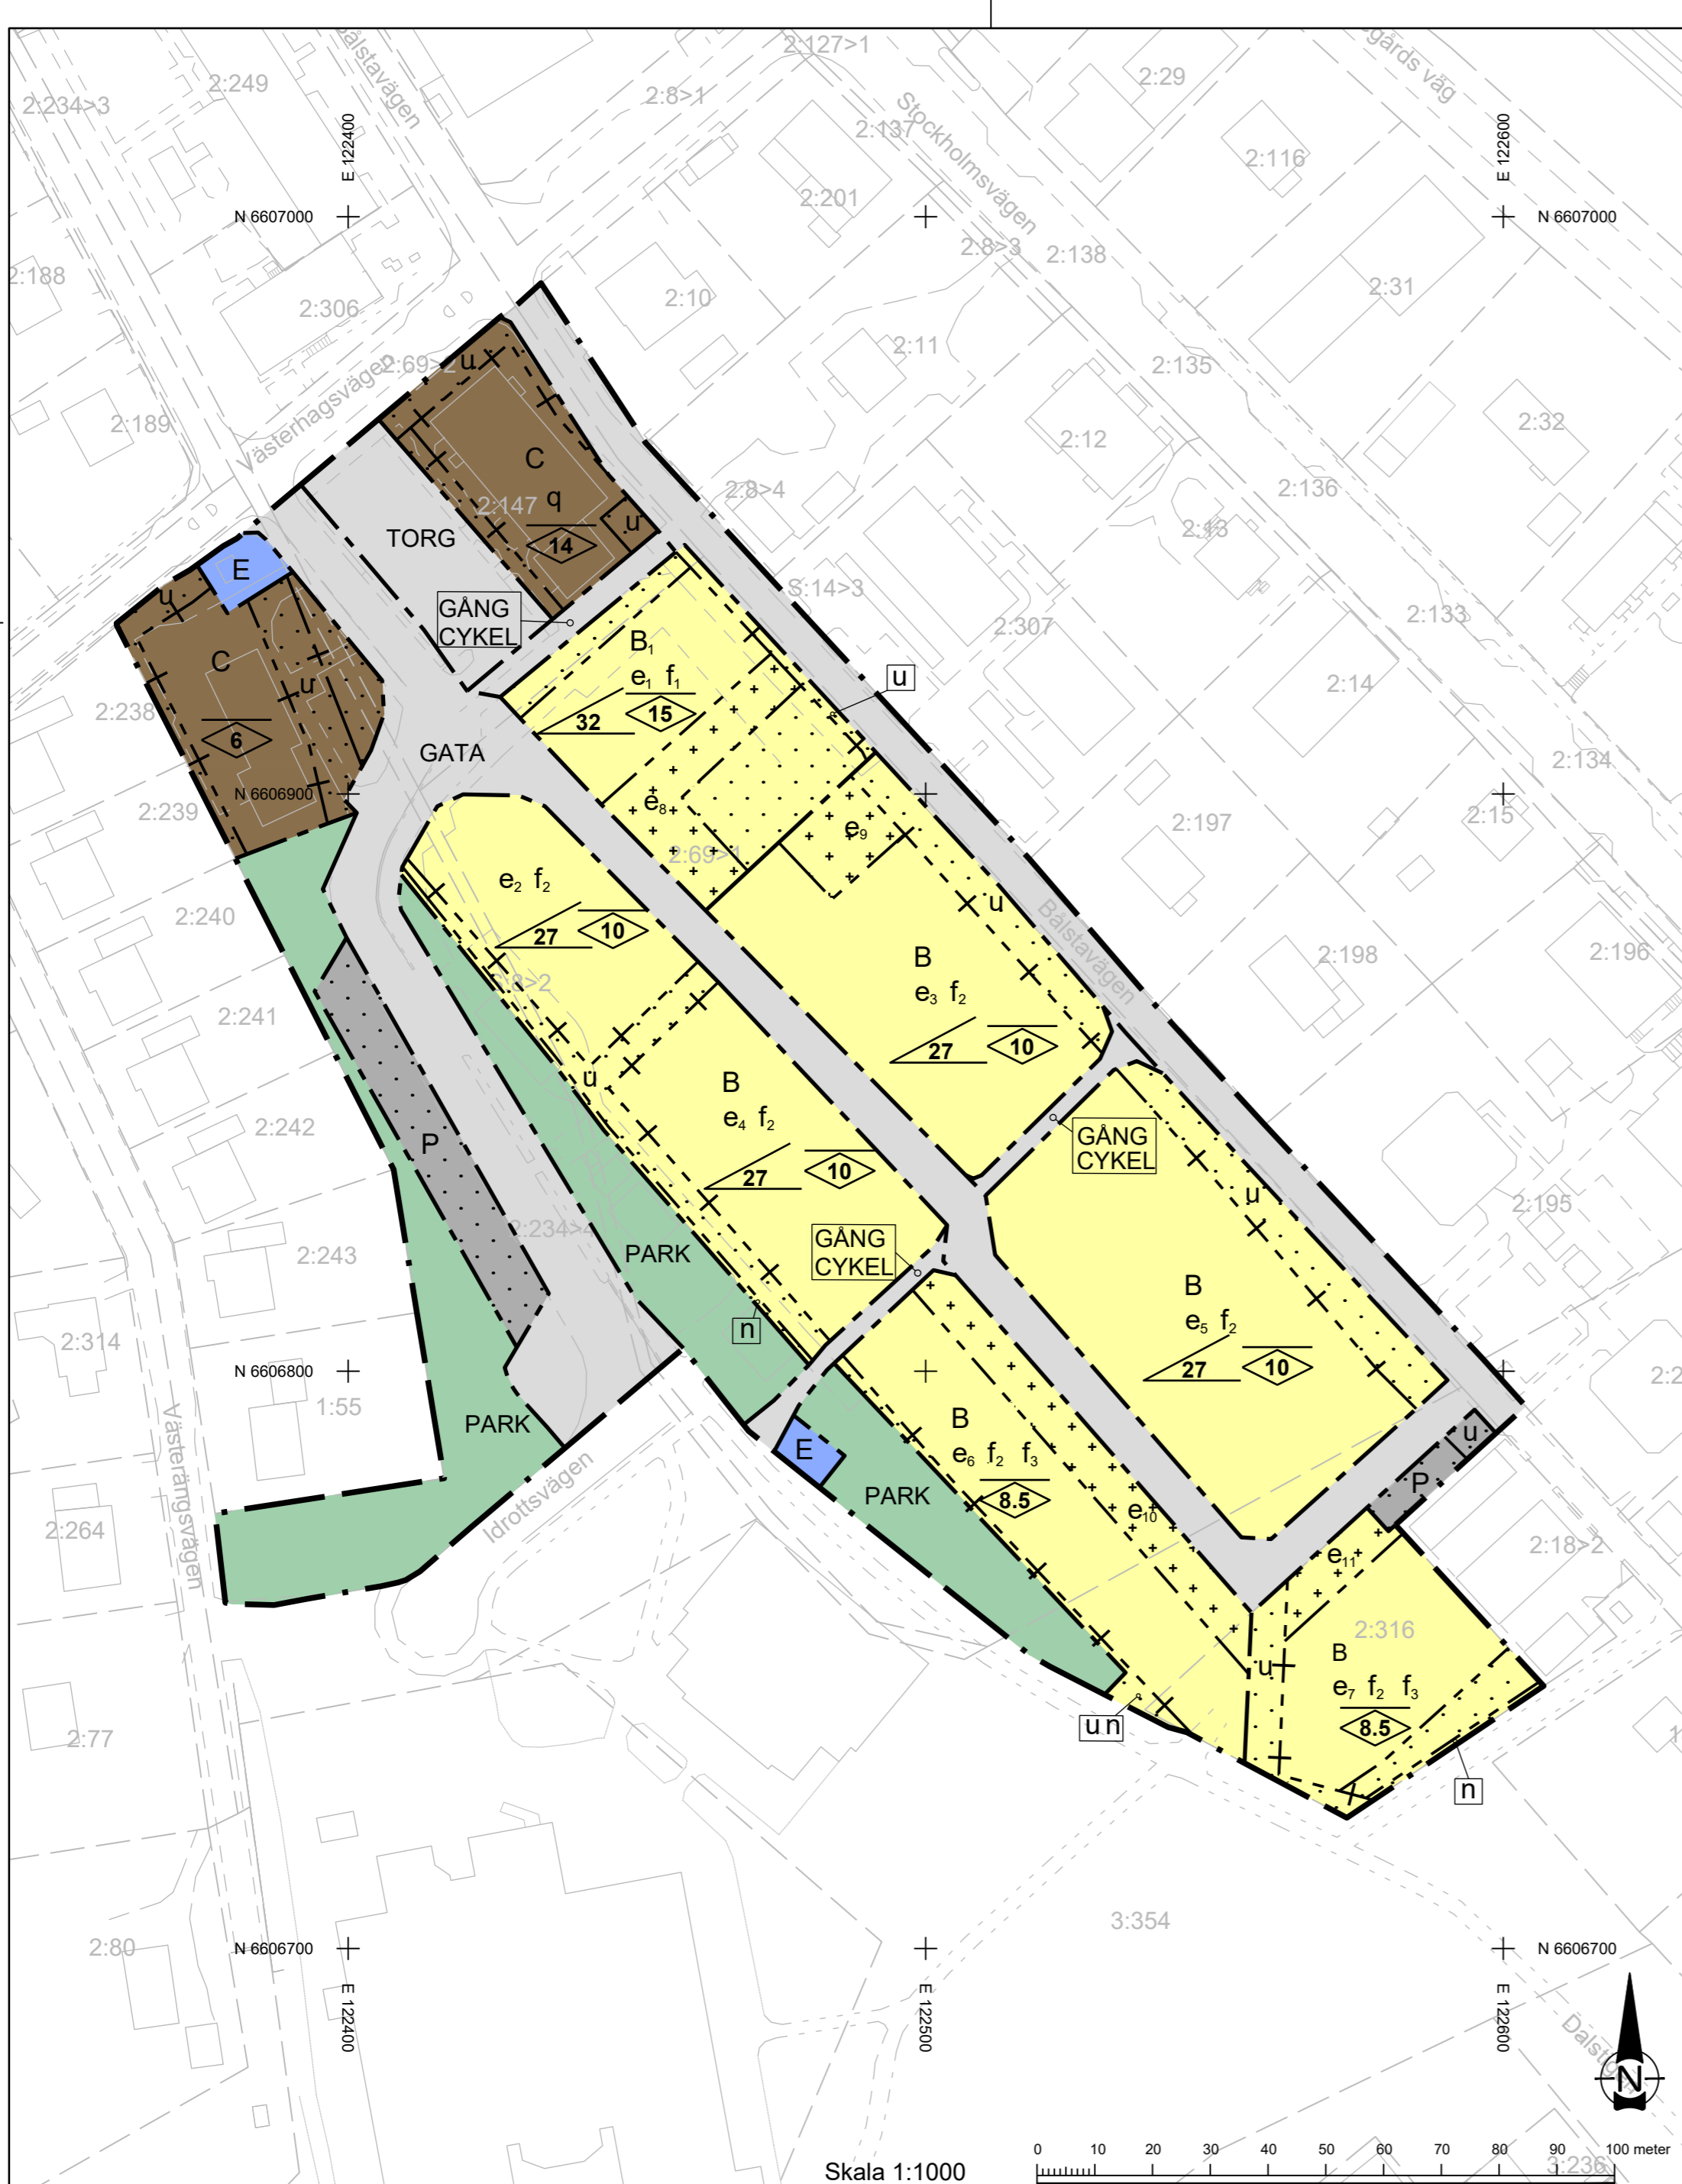 Bålstavägen
2:127>1
2:249
2:29
gårds väg
2:234>3
2:8>1
Stockholmsvägen
2:137
E 122400
E 122600
2:116
2:201
N 6607000
N 6607000
2:8>3
2:138
2:188
2:31
2:306
2:10
2:11
2:69>2
u
2:135
2:189
Västerhagsvägen
2:32
2:12
C
q
2:147
u
14
2:8>4
2:136
TORG
2:13
E
u
GÅNG
CYKEL
S:14>3
2:307
2:133
C
u
B1
e1 f1
u
2:14
2:238
32
15
6
GATA
2:134
N 6606900
2:239
e8
e9
2:197
2:15
2:69>1
e2 f2
2:240
27
10
u
Bålstavägen
2:198
2:196
B
e3 f2
2:8>2
2:241
27
10
u
B
e4 f2
2:242
P
GÅNG
CYKEL
27
10
u
2:195
2:234>4
2:243
PARK
GÅNG
CYKEL
B
e5 f2
n
2:314
27
10
N 6606800
2:2
1:55
Västerängsvägen
PARK
B
e6 f2 f3
8.5
u
E
P
PARK
Idrottsvägen
e10
2:264
2:18>2
e11
2:316
B
e7 f2 f3
u
8.5
u n
2:77
n
3:354
2:80
N 6606700
N 6606700
E 122400
E 122500
E 122600
N
0 10 20 30 40 50 60 70 80 90 100 meter
Skala 1:1000
3:236